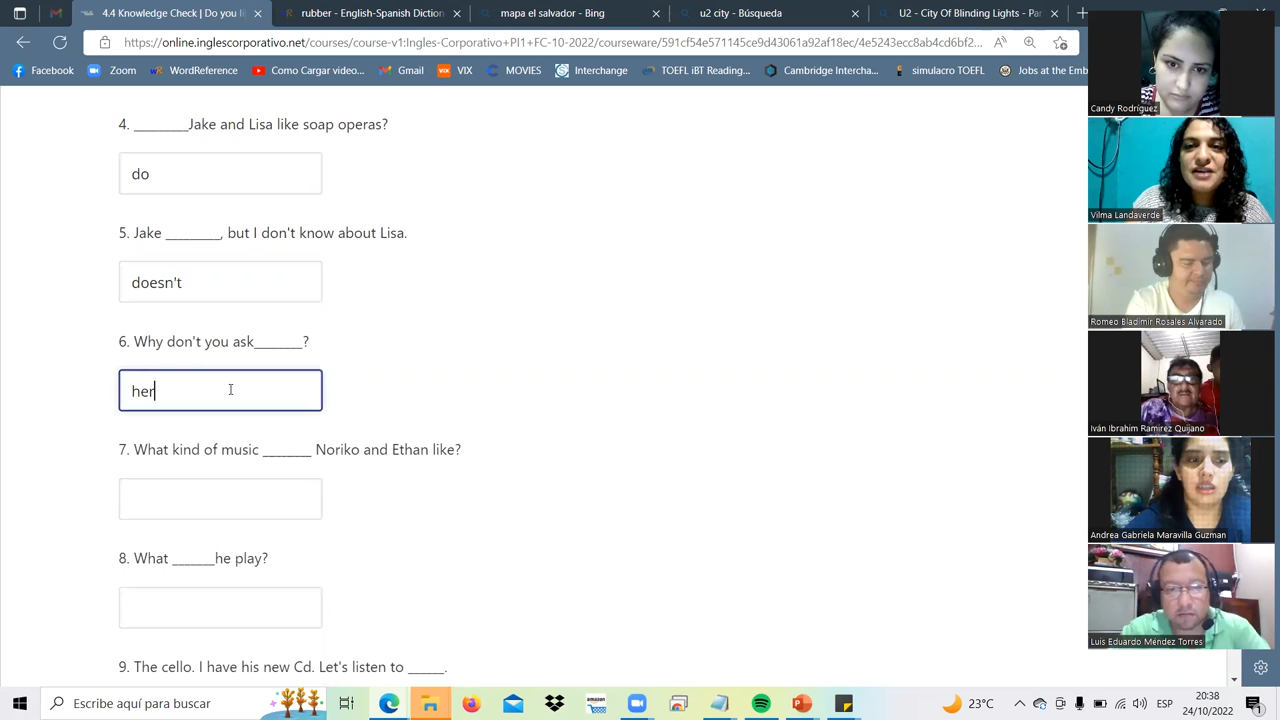 4.4 Knowledge Check | Do you li
rubber - English-Spanish Diction
mapa el salvador - Bing
u2 city - Búsqueda
U2 - City Of Blinding Lights - Par
https://online.inglescorporativo.net/courses/course-v1:Ingles-Corporativo+PI1+FC-10-2022/courseware/591cf54e571145ce9d43061a92af18ec/4e5243ecc8ab4cd6bf2...
Facebook
Zoom
WordReference
Como Cargar video...
Gmail
VIX
MOVIES
Interchange
TOEFL iBT Reading...
Cambridge Intercha...
simulacro TOEFL
Jobs at the Emb
4. _________Jake and Lisa like soap operas?
do
5. Jake _________, but I don't know about Lisa.
doesn't
6. Why don't you ask________?
her
7. What kind of music ________ Noriko and Ethan like?
8. What _______he play?
9. The cello. I have his new Cd. Let's listen to ______.
Candy Rodríguez
Vilma Landaverde
Romeo Bladimir Rosales Alvarado
Iván Ibrahim Ramírez Quijano
Andrea Gabriela Maravilla Guzman
Luis Eduardo Méndez Torres
Escribe aquí para buscar
23°C
ESP
20:38
24/10/2022